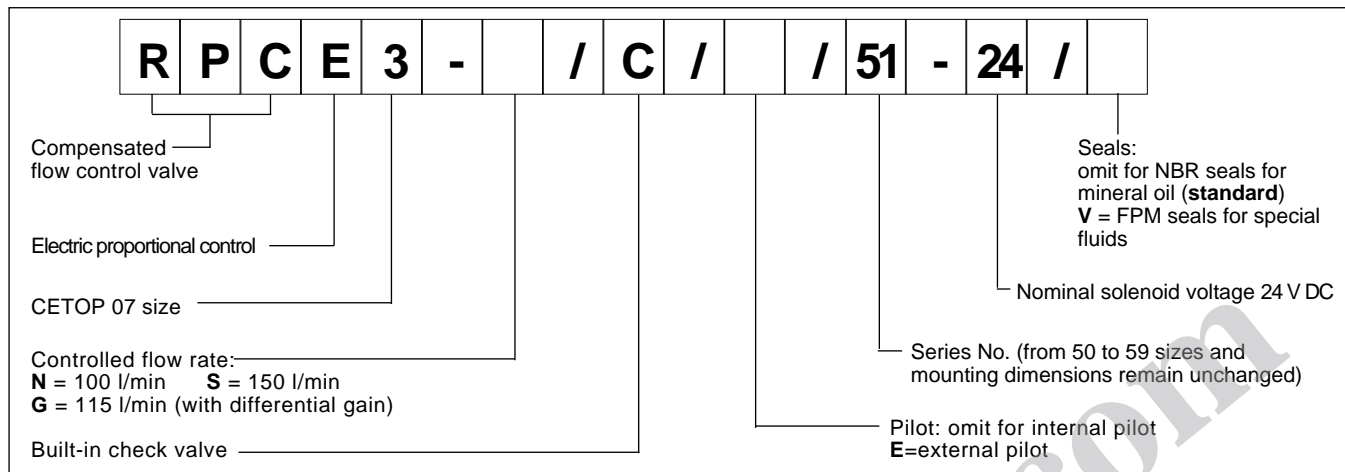 RPCE3- /C/ /51-24/
Compensated
flow control valve
Electric proportional control
CETOP 07 size
Controlled flow rate:
N = 100 l/min S = 150 l/min
G = 115 l/min (with differential gain)
Built-in check valve
Seals:
omit for NBR seals for
mineral oil (standard)
V = FPM seals for special
fluids
Nominal solenoid voltage 24 V DC
Series No. (from 50 to 59 sizes and
mounting dimensions remain unchanged)
Pilot: omit for internal pilot
E=external pilot
com